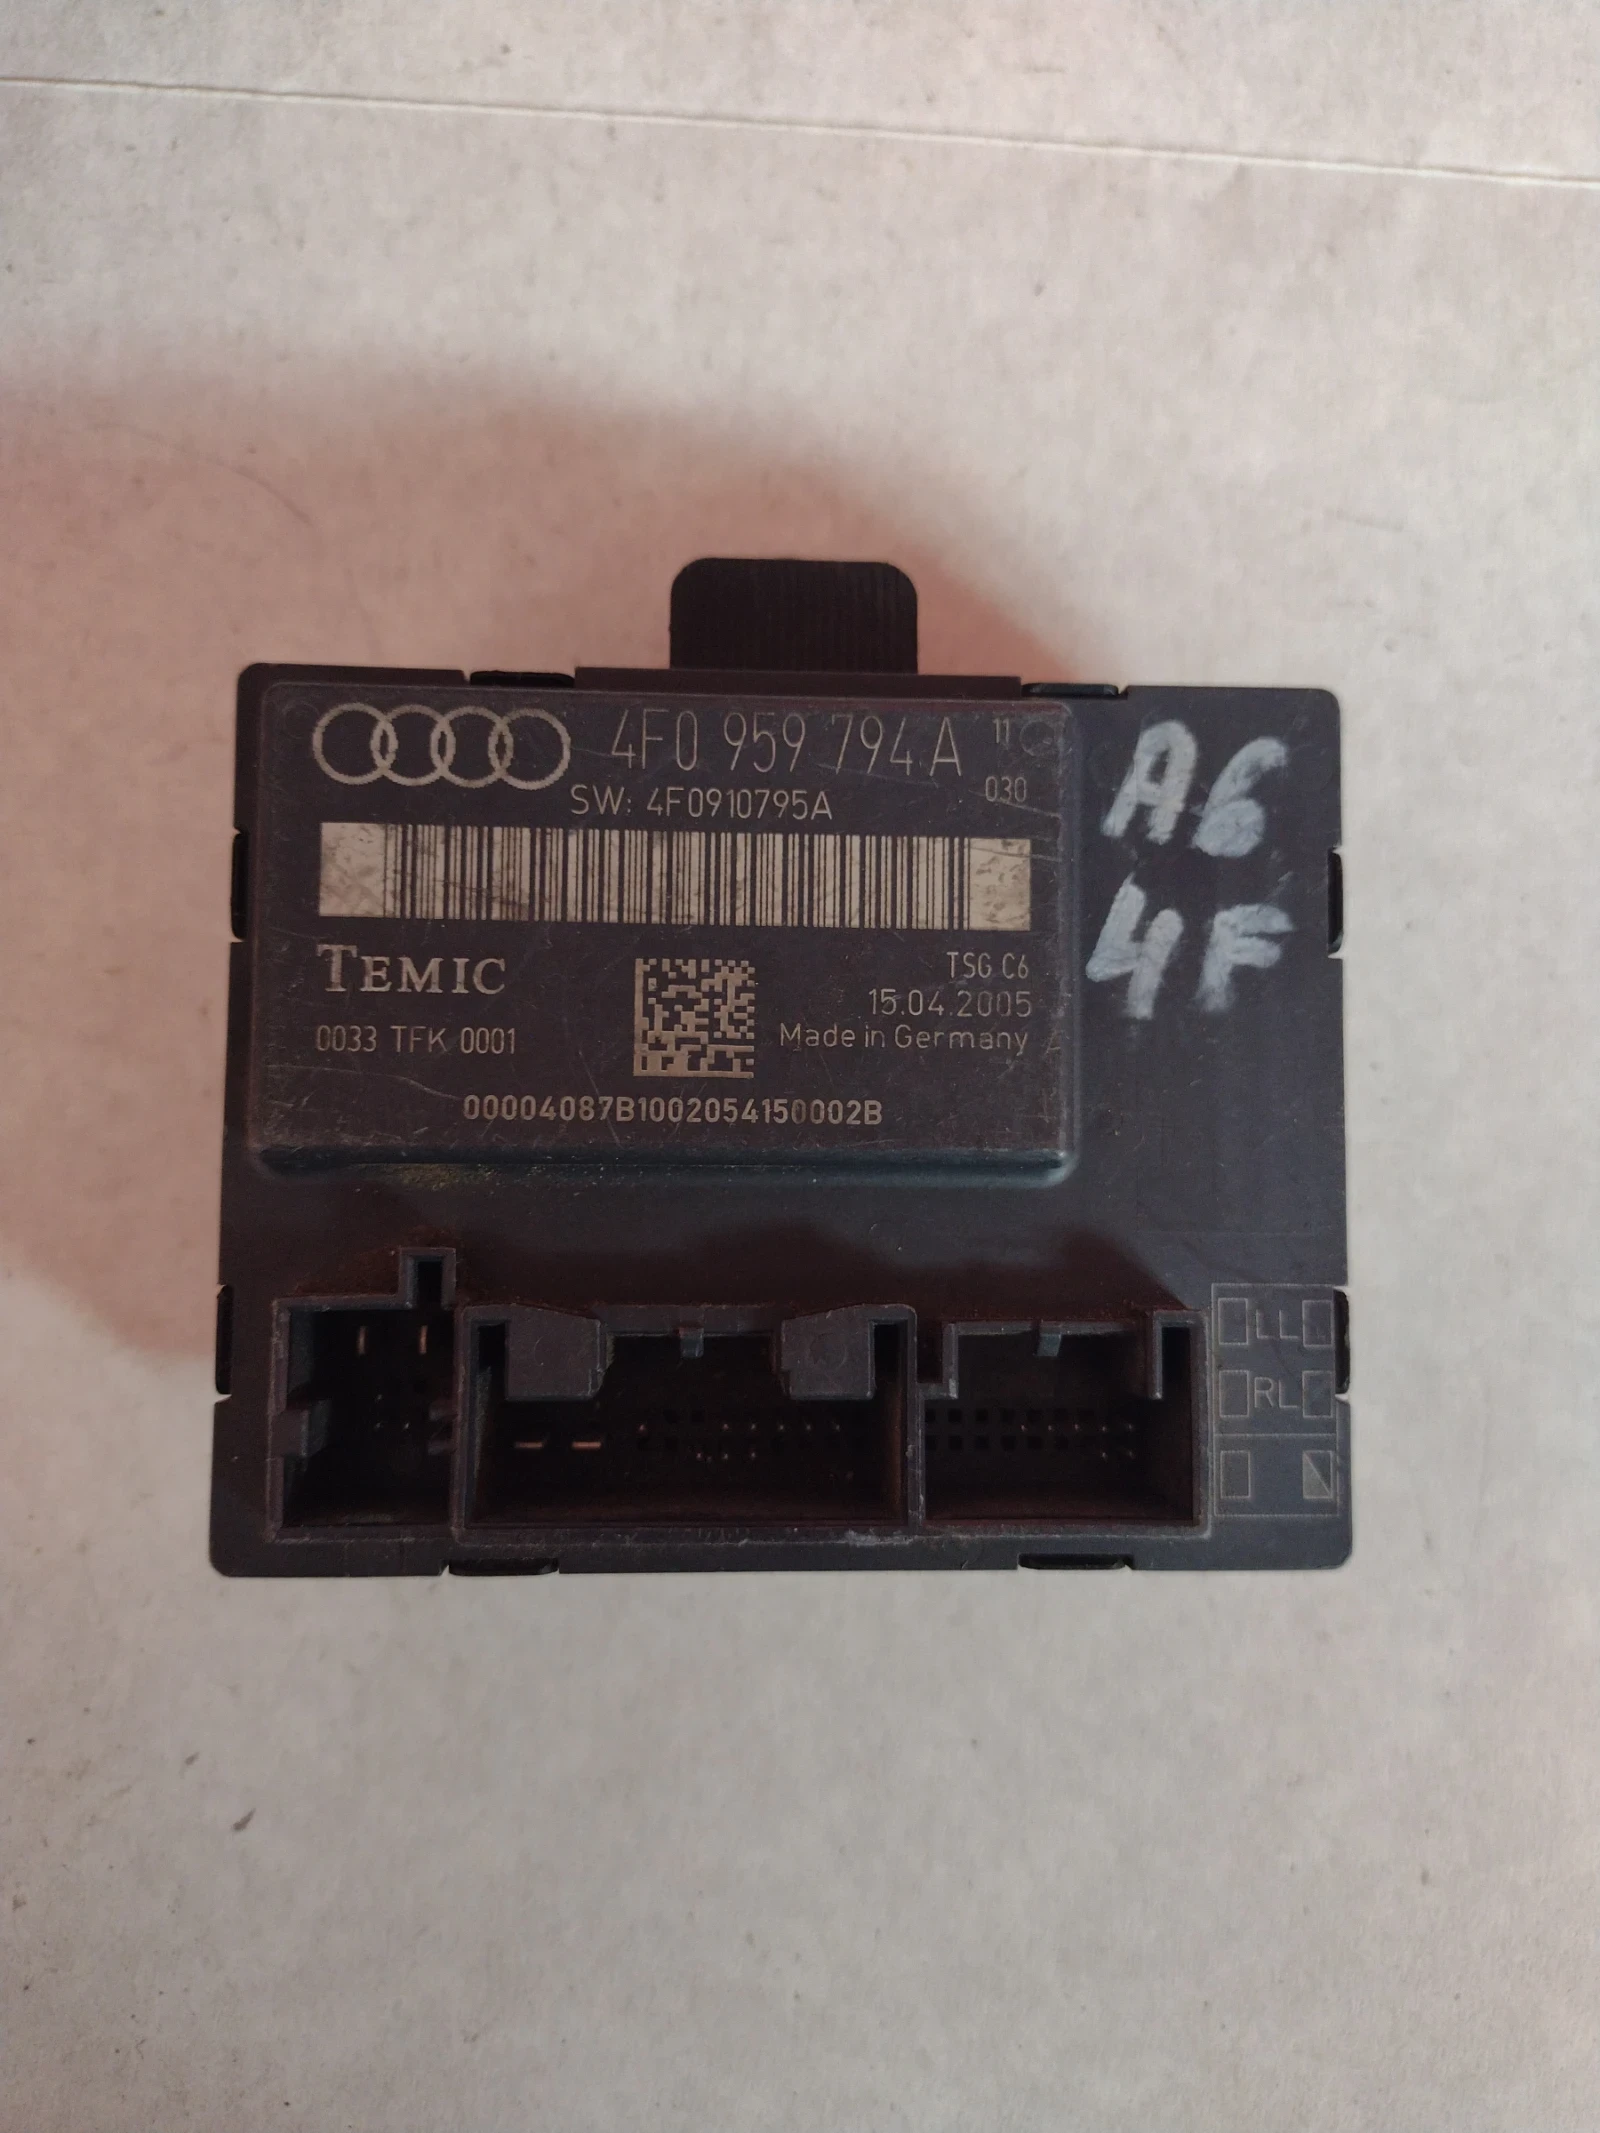 4F0 959 794 A 11
030
SW: 4F0910795A
A6
4F
TEMIC
TSG C6
15.04.2005
0033 TFK 0001
Made in Germany
00004087B1002054150002B
LL
RL